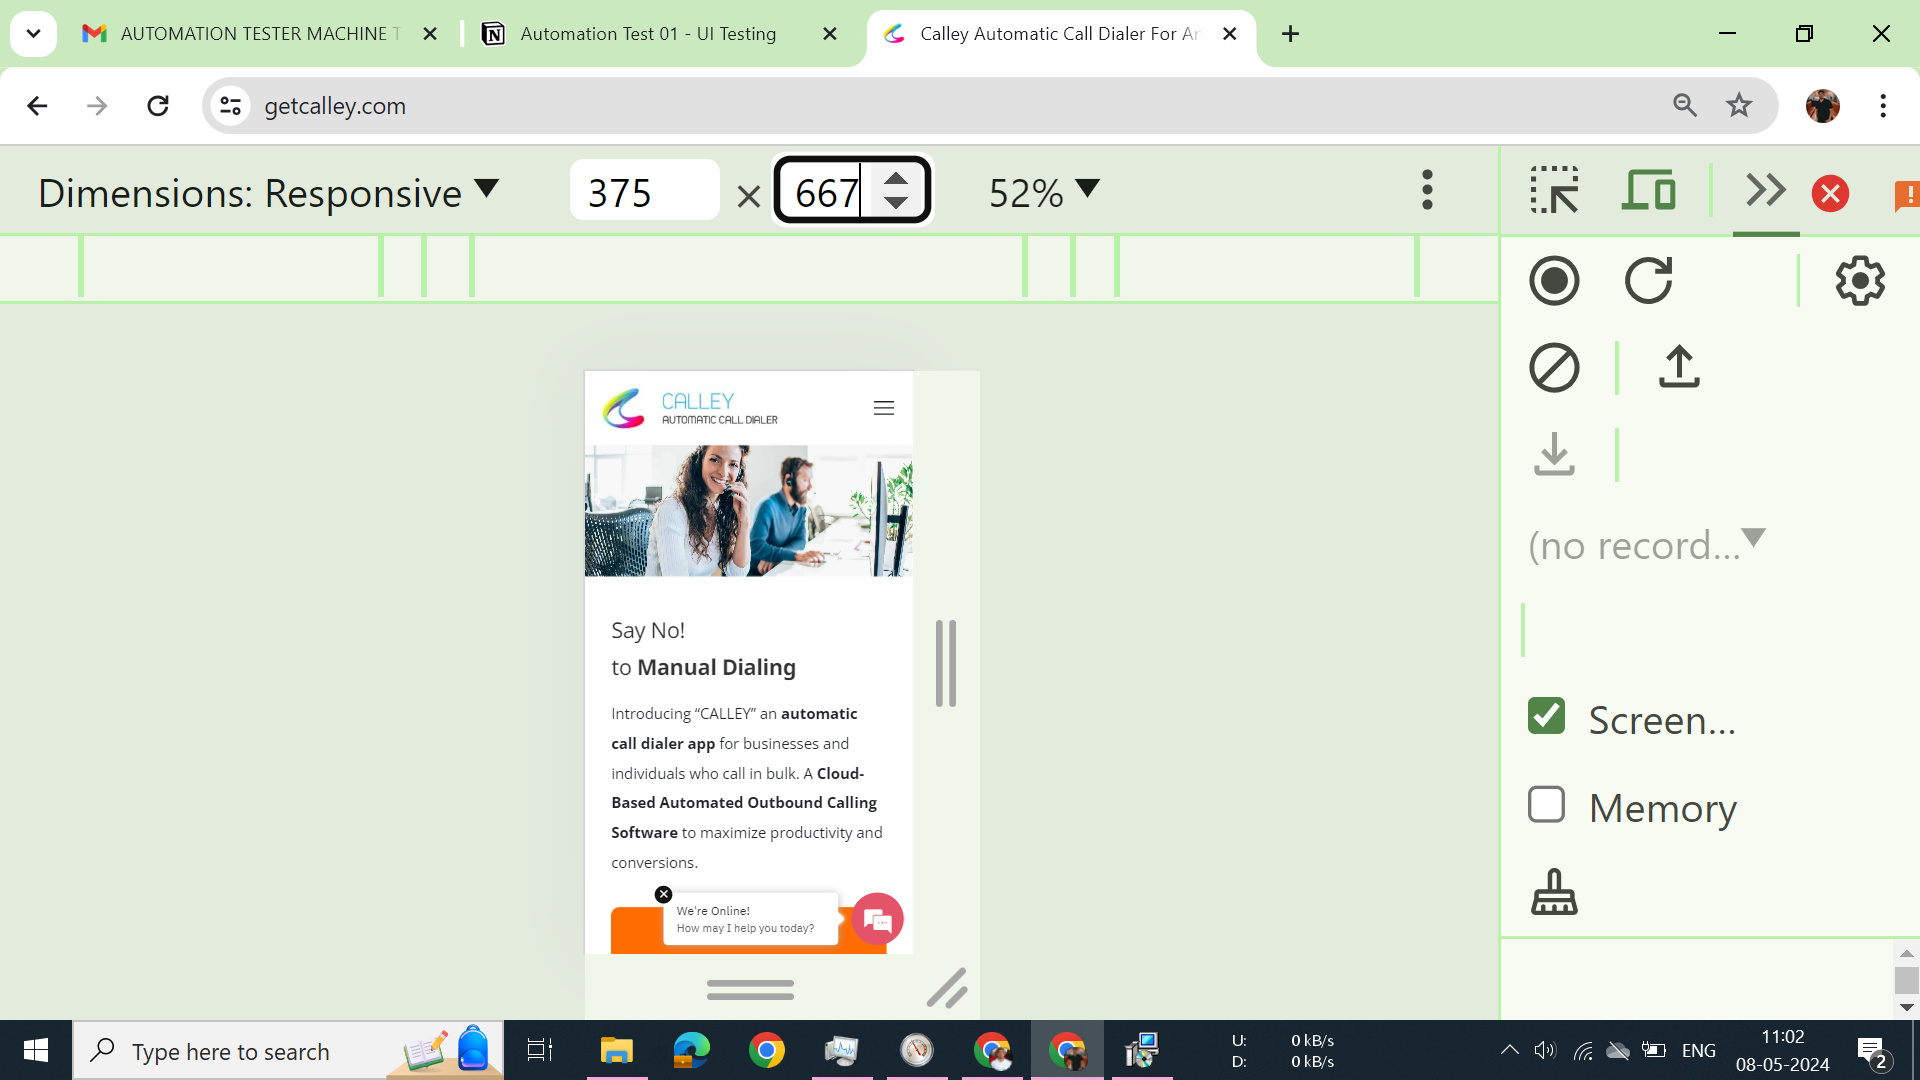 AUTOMATION TESTER MACHINE T
Automation Test 01 - UI Testing
Calley Automatic Call Dialer For An
getcalley.com
Dimensions: Responsive
375
×
667
52%
(no record...
Screen...
Memory
CALLEY
AUTOMATIC CALL DIALER
Say No!
to Manual Dialing
Introducing “CALLEY” an automatic
call dialer app for businesses and
individuals who call in bulk. A Cloud-
Based Automated Outbound Calling
Software to maximize productivity and
conversions.
We're Online!
How may I help you today?
Type here to search
U: 0 kB/s
D: 0 kB/s
ENG
11:02
08-05-2024
2